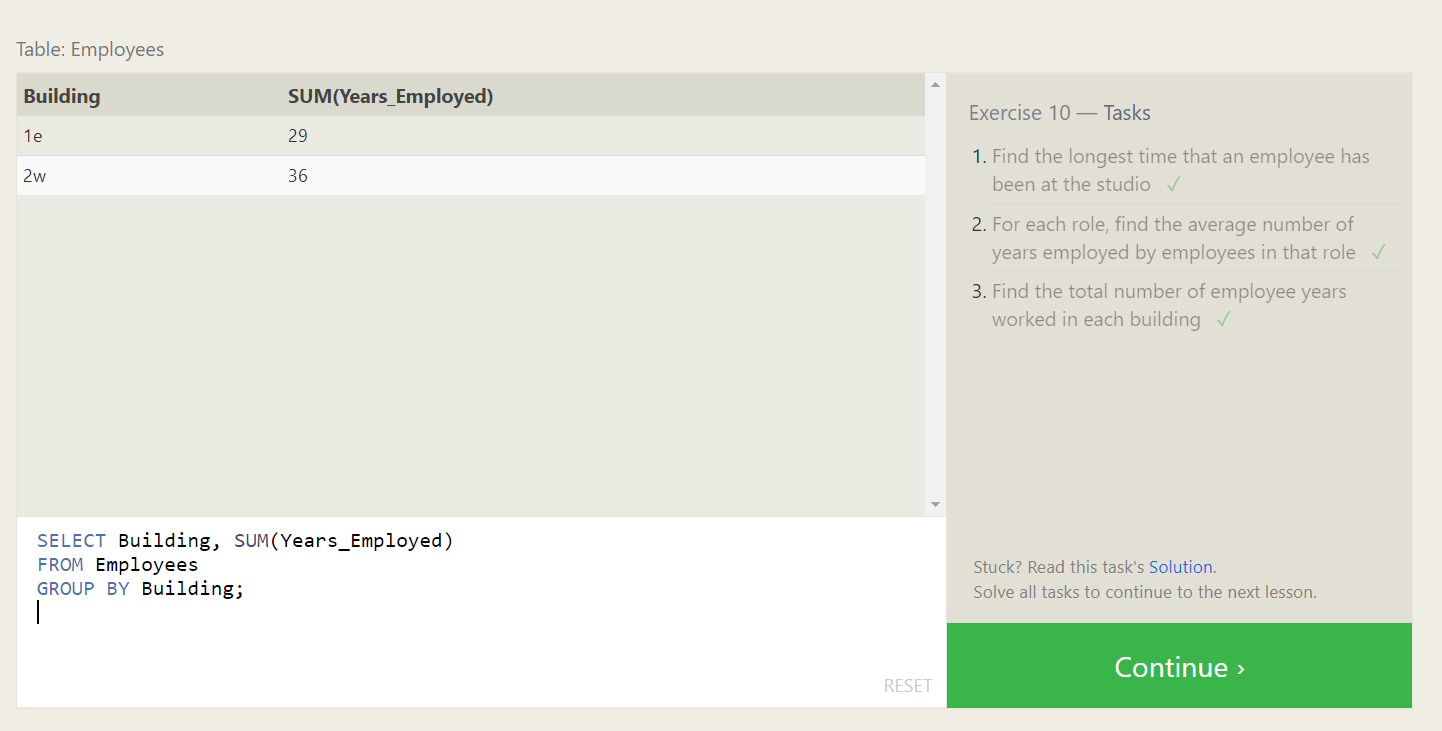 Table: Employees
Building SUM(Years_Employed)
1e 29
2w 36
SELECT Building, SUM(Years_Employed)
FROM Employees
GROUP BY Building;
RESET
Exercise 10 — Tasks
1. Find the longest time that an employee has
been at the studio ✓
2. For each role, find the average number of
years employed by employees in that role ✓
3. Find the total number of employee years
worked in each building ✓
Stuck? Read this task's Solution.
Solve all tasks to continue to the next lesson.
Continue ›